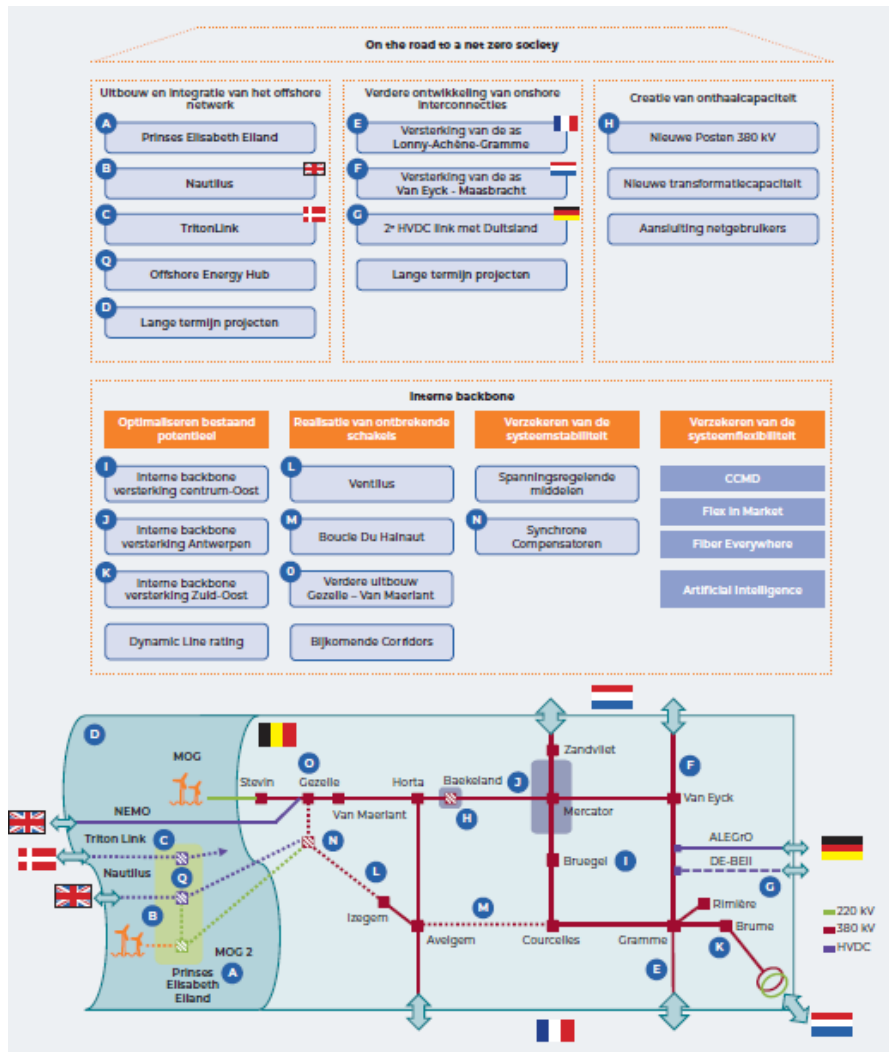 On the road to a net zero society
Uitbouw en integratie van het offshore
netwerk
A
Prinses Elisabeth Eiland
B
Nautilus
C
TritonLink
Q
Offshore Energy Hub
D
Lange termijn projecten
Verdere ontwikkeling van onshore
interconnecties
E
Versterking van de as
Lonny-Achêne-Gramme
F
Versterking van de as
Van Eyck - Maasbracht
G
2e HVDC link met Duitsland
Lange termijn projecten
Creatie van onthaalcapaciteit
H
Nieuwe Posten 380 kV
Nieuwe transformatiecapaciteit
Aansluiting netgebruikers
Interne backbone
Optimaliseren bestaand
potentieel
I
Interne backbone
versterking centrum-Oost
J
Interne backbone
versterking Antwerpen
K
Interne backbone
versterking Zuid-Oost
Dynamic Line rating
Realisatie van ontbrekende
schakels
L
Ventilus
M
Boucle Du Hainaut
O
Verdere uitbouw
Gezelle – Van Maerlant
Bijkomende Corridors
Verzekeren van de
systeemstabiliteit
Spanningsregelende
middelen
N
Synchrone
Compensatoren
Verzekeren van de
systeemflexibiliteit
CCMD
Flex in Market
Fiber Everywhere
Artificial Intelligence
D
MOG
NEMO
Triton Link
C
Nautilus
Q
B
MOG 2
Prinses
Elisabeth
Eiland
A
Stevin
O
Gezelle
Van Maerlant
Horta
Baekeland
H
J
Zandvliet
Mercator
F
Van Eyck
N
L
Izegem
Avelgem
M
Bruegel
I
Courcelles
Gramme
ALEGrO
DE-BEII
G
Rimière
Brume
K
E
220 kV
380 kV
HVDC